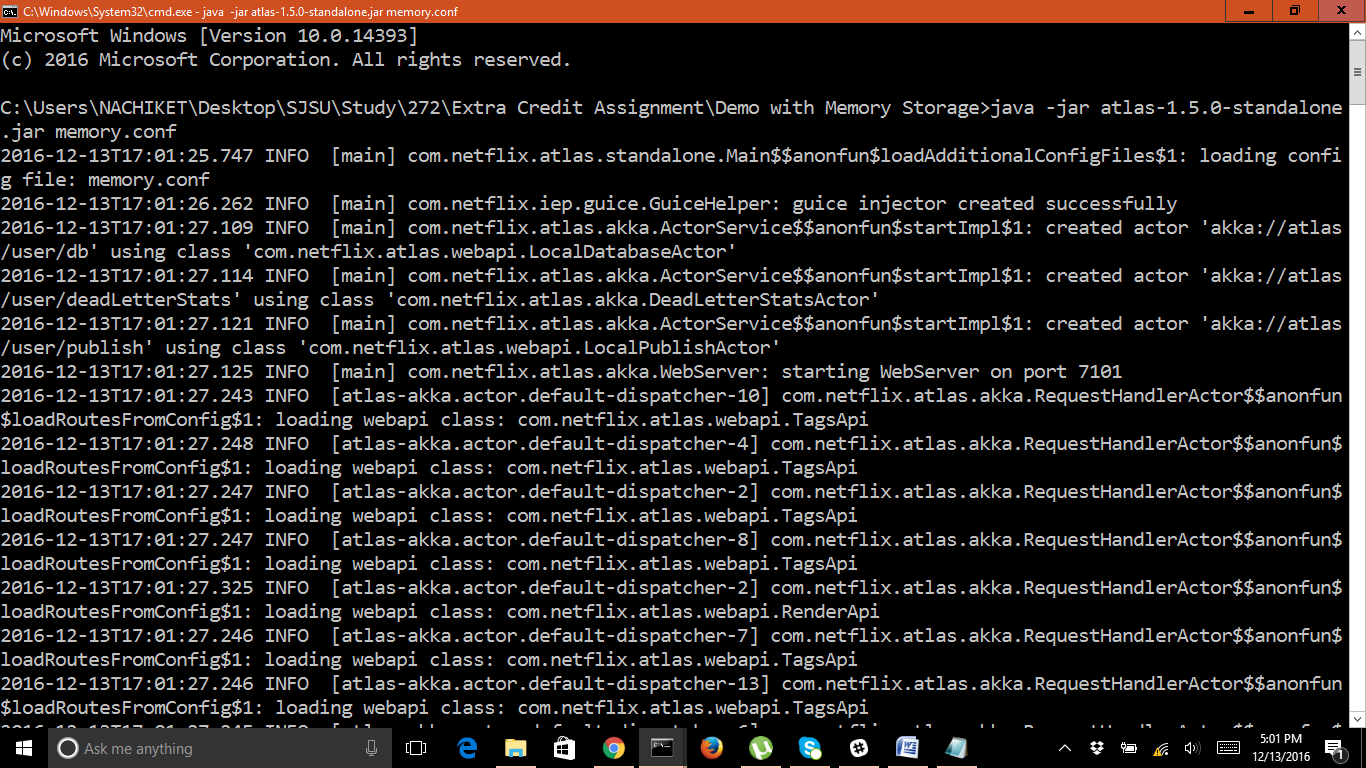 C:\Windows\System32\cmd.exe - java  -jar atlas-1.5.0-standalone.jar memory.conf
Microsoft Windows [Version 10.0.14393]
(c) 2016 Microsoft Corporation. All rights reserved.
C:\Users\NACHIKET\Desktop\SJSU\Study\272\Extra Credit Assignment\Demo with Memory Storage>java -jar atlas-1.5.0-standalone
.jar memory.conf
2016-12-13T17:01:25.747 INFO  [main] com.netflix.atlas.standalone.Main$$anonfun$loadAdditionalConfigFiles$1: loading confi
g file: memory.conf
2016-12-13T17:01:26.262 INFO  [main] com.netflix.iep.guice.GuiceHelper: guice injector created successfully
2016-12-13T17:01:27.109 INFO  [main] com.netflix.atlas.akka.ActorService$$anonfun$startImpl$1: created actor 'akka://atlas
/user/db' using class 'com.netflix.atlas.webapi.LocalDatabaseActor'
2016-12-13T17:01:27.114 INFO  [main] com.netflix.atlas.akka.ActorService$$anonfun$startImpl$1: created actor 'akka://atlas
/user/deadLetterStats' using class 'com.netflix.atlas.akka.DeadLetterStatsActor'
2016-12-13T17:01:27.121 INFO  [main] com.netflix.atlas.akka.ActorService$$anonfun$startImpl$1: created actor 'akka://atlas
/user/publish' using class 'com.netflix.atlas.webapi.LocalPublishActor'
2016-12-13T17:01:27.125 INFO  [main] com.netflix.atlas.akka.WebServer: starting WebServer on port 7101
2016-12-13T17:01:27.243 INFO  [atlas-akka.actor.default-dispatcher-10] com.netflix.atlas.akka.RequestHandlerActor$$anonfun
$loadRoutesFromConfig$1: loading webapi class: com.netflix.atlas.webapi.TagsApi
2016-12-13T17:01:27.248 INFO  [atlas-akka.actor.default-dispatcher-4] com.netflix.atlas.akka.RequestHandlerActor$$anonfun$
loadRoutesFromConfig$1: loading webapi class: com.netflix.atlas.webapi.TagsApi
2016-12-13T17:01:27.247 INFO  [atlas-akka.actor.default-dispatcher-2] com.netflix.atlas.akka.RequestHandlerActor$$anonfun$
loadRoutesFromConfig$1: loading webapi class: com.netflix.atlas.webapi.TagsApi
2016-12-13T17:01:27.247 INFO  [atlas-akka.actor.default-dispatcher-8] com.netflix.atlas.akka.RequestHandlerActor$$anonfun$
loadRoutesFromConfig$1: loading webapi class: com.netflix.atlas.webapi.TagsApi
2016-12-13T17:01:27.325 INFO  [atlas-akka.actor.default-dispatcher-2] com.netflix.atlas.akka.RequestHandlerActor$$anonfun$
loadRoutesFromConfig$1: loading webapi class: com.netflix.atlas.webapi.RenderApi
2016-12-13T17:01:27.246 INFO  [atlas-akka.actor.default-dispatcher-7] com.netflix.atlas.akka.RequestHandlerActor$$anonfun$
loadRoutesFromConfig$1: loading webapi class: com.netflix.atlas.webapi.TagsApi
2016-12-13T17:01:27.246 INFO  [atlas-akka.actor.default-dispatcher-13] com.netflix.atlas.akka.RequestHandlerActor$$anonfun
$loadRoutesFromConfig$1: loading webapi class: com.netflix.atlas.webapi.TagsApi
Ask me anything
5:01 PM
12/13/2016
1